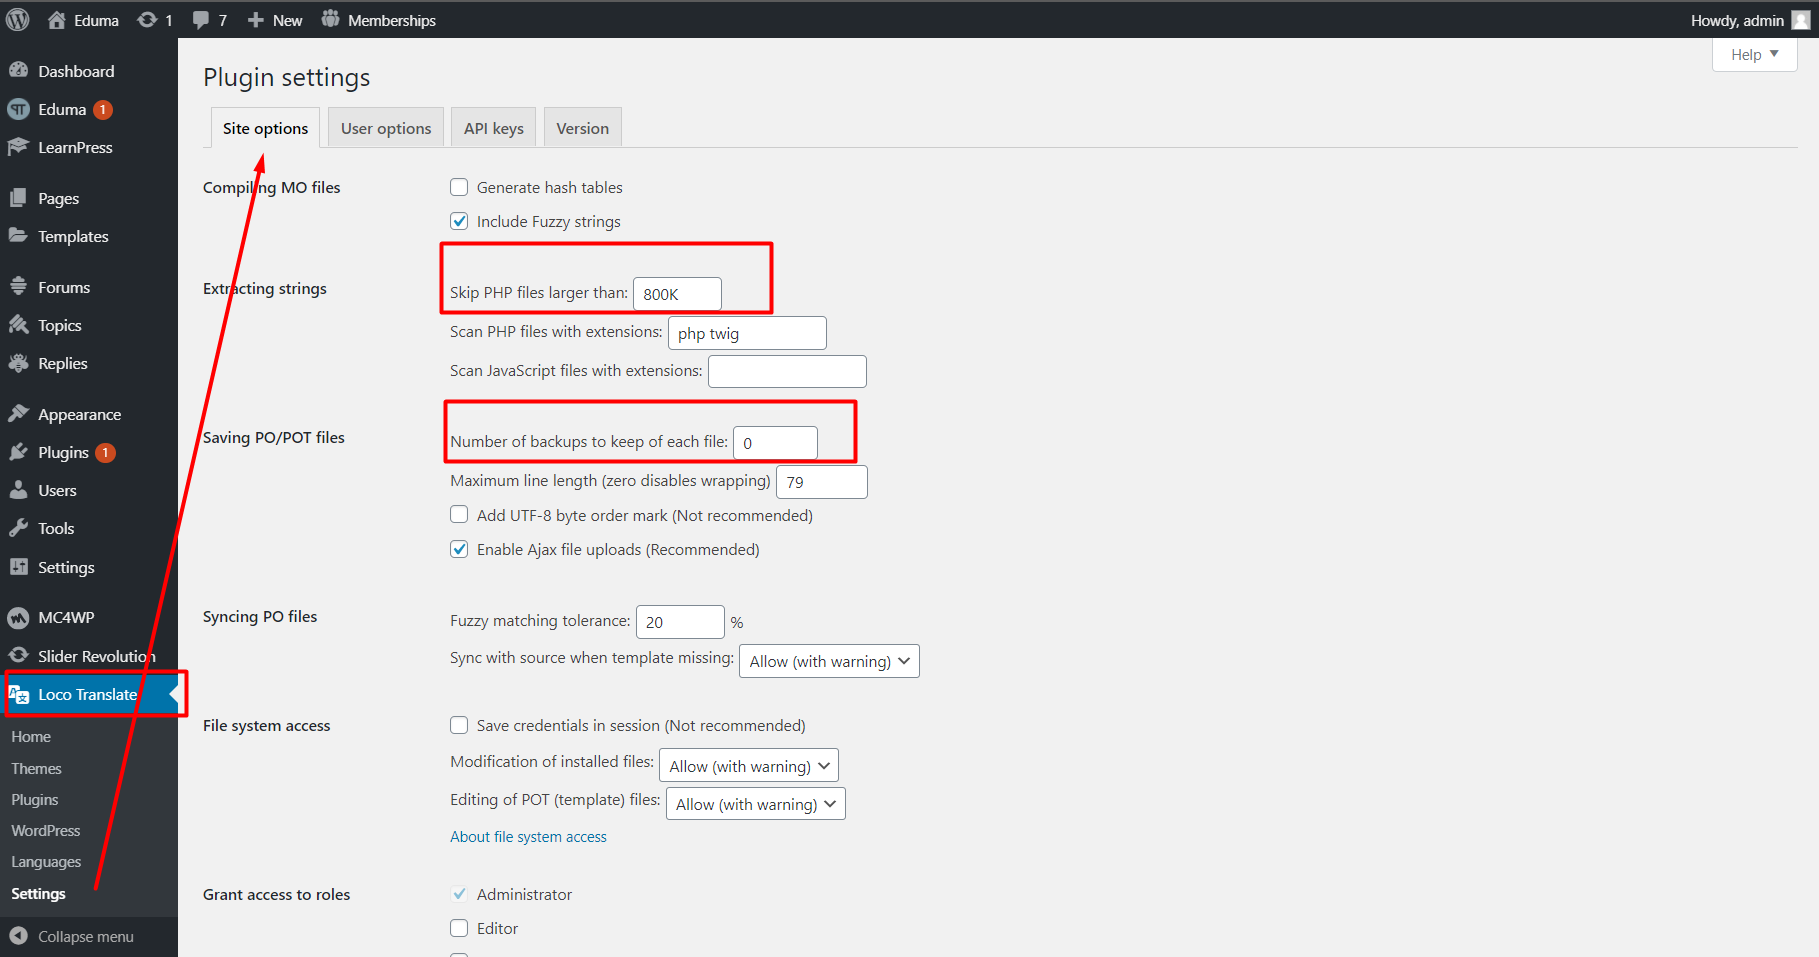 Eduma 1 7 New Memberships Howdy, admin
Help
Dashboard
Eduma 1
LearnPress
Pages
Templates
Forums
Topics
Replies
Appearance
Plugins 1
Users
Tools
Settings
MC4WP
Slider Revolution
Loco Translate
Home
Themes
Plugins
WordPress
Languages
Settings
Collapse menu
Plugin settings
Site options User options API keys Version
Compiling MO files
Generate hash tables
Include Fuzzy strings
Extracting strings
Skip PHP files larger than: 800K
Scan PHP files with extensions: php twig
Scan JavaScript files with extensions:
Saving PO/POT files
Number of backups to keep of each file: 0
Maximum line length (zero disables wrapping) 79
Add UTF-8 byte order mark (Not recommended)
Enable Ajax file uploads (Recommended)
Syncing PO files
Fuzzy matching tolerance: 20 %
Sync with source when template missing: Allow (with warning)
File system access
Save credentials in session (Not recommended)
Modification of installed files: Allow (with warning)
Editing of POT (template) files: Allow (with warning)
About file system access
Grant access to roles
Administrator
Editor